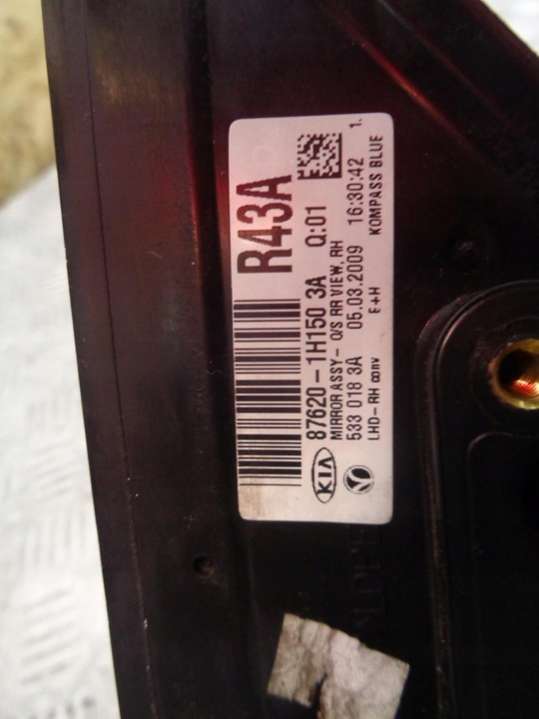 R43A
KIA 87620-1H150 3A Q:01
MIRROR ASSY- O/S RR VIEW, RH
533 018 3A 05.03.2009 16:30:42 1.
LHD-RH conv E+H KOMPASS BLUE